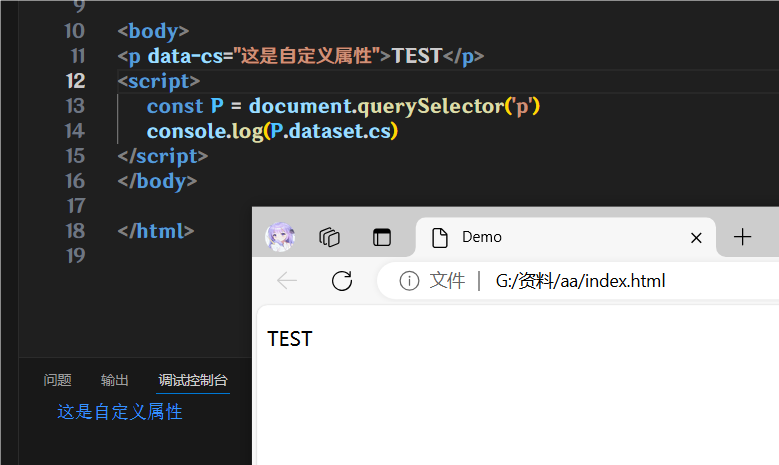 9
10 <body>
11 <p data-cs="这是自定义属性">TEST</p>
12 <script>
13 const P = document.querySelector('p')
14 console.log(P.dataset.cs)
15 </script>
16 </body>
17
18 </html>
19
Demo
文件 | G:/资料/aa/index.html
TEST
问题 输出 调试控制台
这是自定义属性